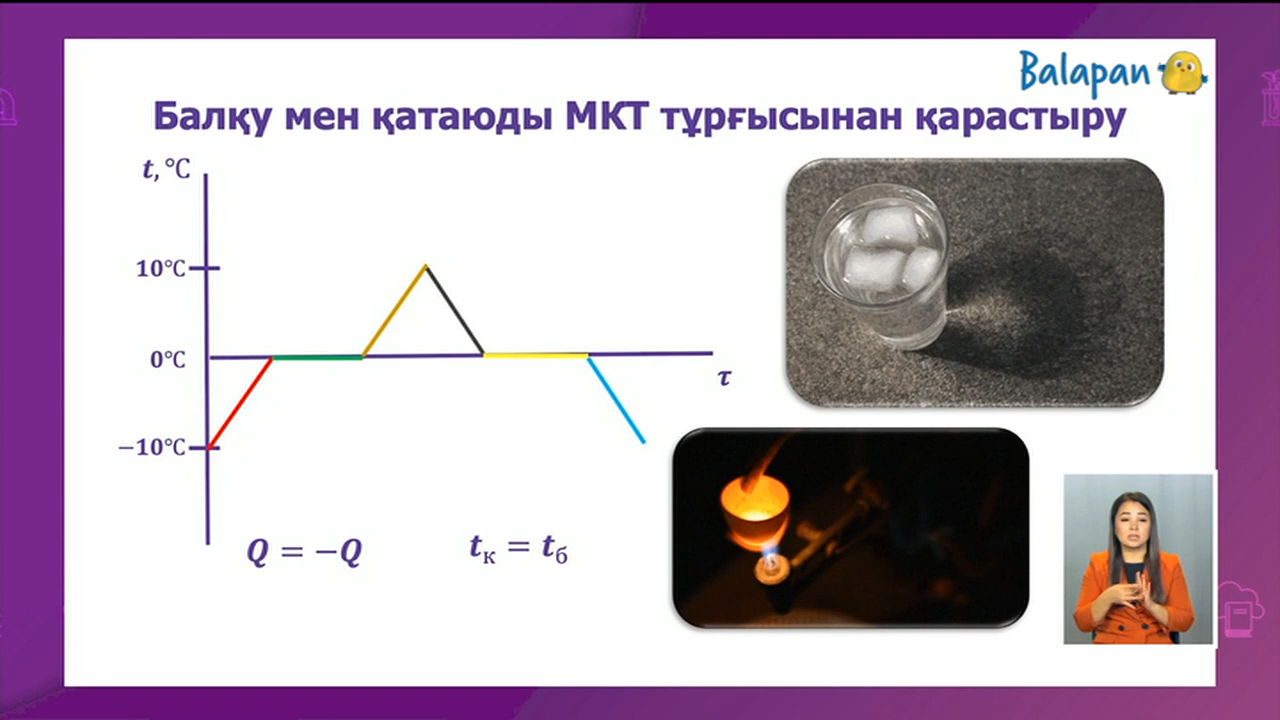 Balapan
Балқу мен қатаюды МКТ тұрғысынан қарастыру
t, °C
10°C
0°C
τ
−10°C
Q = −Q
tк = tб